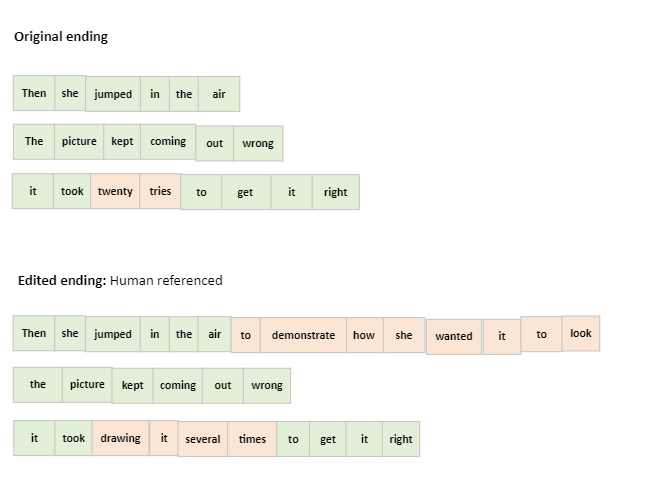 Original ending
Then she jumped in the air
The picture kept coming out wrong
it took twenty tries to get it right
Edited ending: Human referenced
Then she jumped in the air to demonstrate how she wanted it to look
the picture kept coming out wrong
it took drawing it several times to get it right